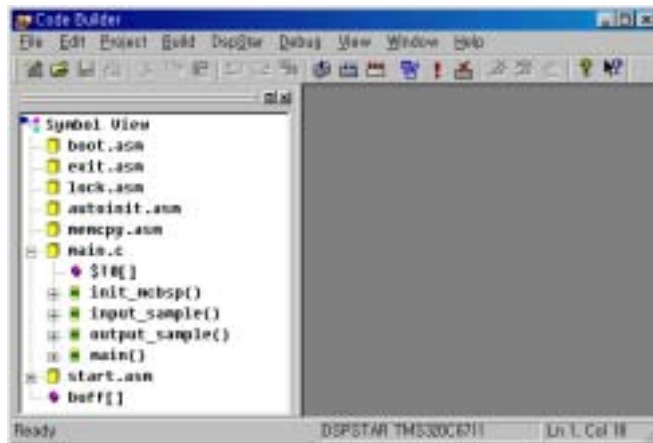 Code Builder
File Edit Project Build DspStar Debug View Window Help
Symbol View
boot.asm
exit.asm
lock.asm
autoinit.asm
memcpy.asm
main.c
$T0[]
init_mcbsp()
input_sample()
output_sample()
main()
start.asm
buff[]
Ready DSPSTAR TMS320C6711 Ln 1, Col 18